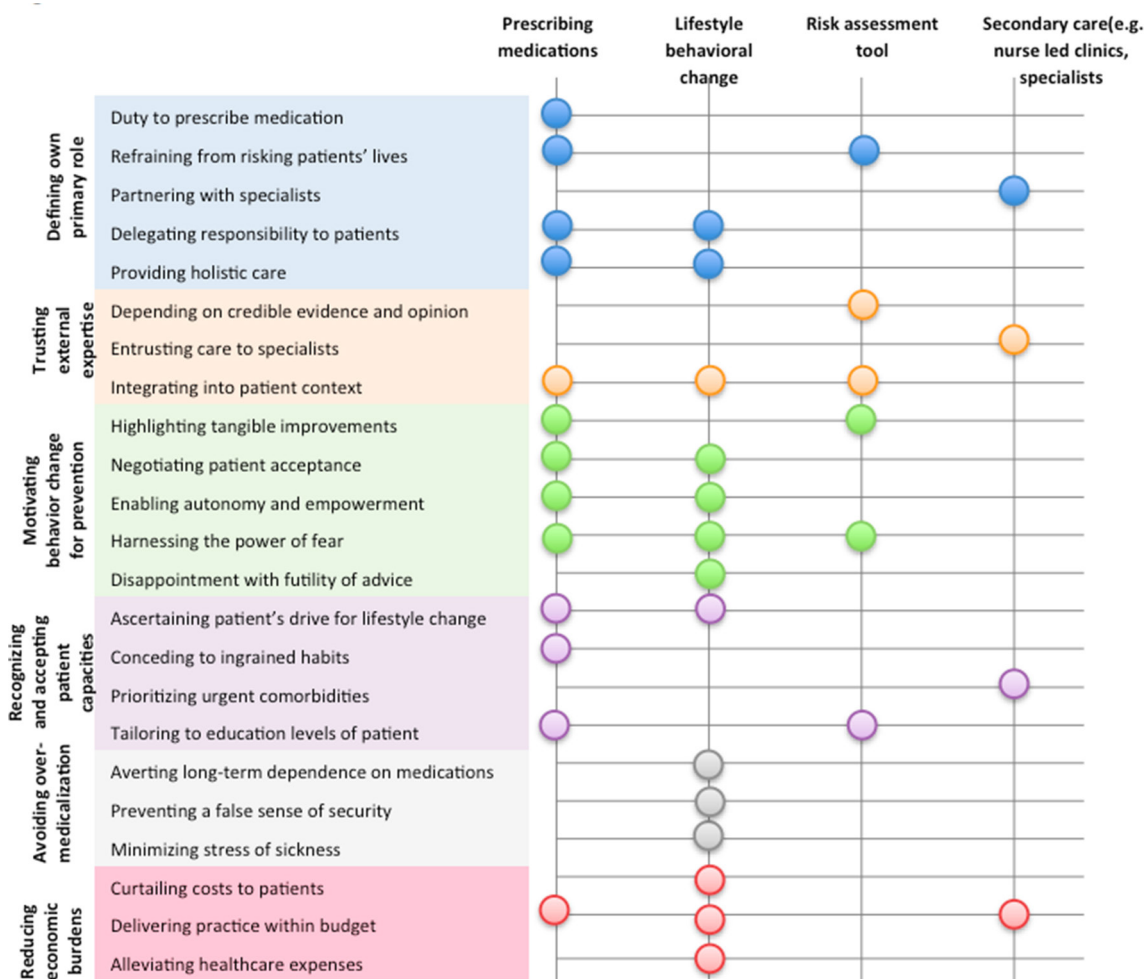 Prescribing
medications
Lifestyle
behavioral
change
Risk assessment
tool
Secondary care(e.g.
nurse led clinics,
specialists
Defining own
primary role
Duty to prescribe medication
Refraining from risking patients’ lives
Partnering with specialists
Delegating responsibility to patients
Providing holistic care
Trusting
external
expertise
Depending on credible evidence and opinion
Entrusting care to specialists
Integrating into patient context
Motivating
behavior change
for prevention
Highlighting tangible improvements
Negotiating patient acceptance
Enabling autonomy and empowerment
Harnessing the power of fear
Disappointment with futility of advice
Recognizing
and accepting
patient
capacities
Ascertaining patient’s drive for lifestyle change
Conceding to ingrained habits
Prioritizing urgent comorbidities
Tailoring to education levels of patient
Avoiding over-
medicalization
Averting long-term dependence on medications
Preventing a false sense of security
Minimizing stress of sickness
Reducing
economic
burdens
Curtailing costs to patients
Delivering practice within budget
Alleviating healthcare expenses